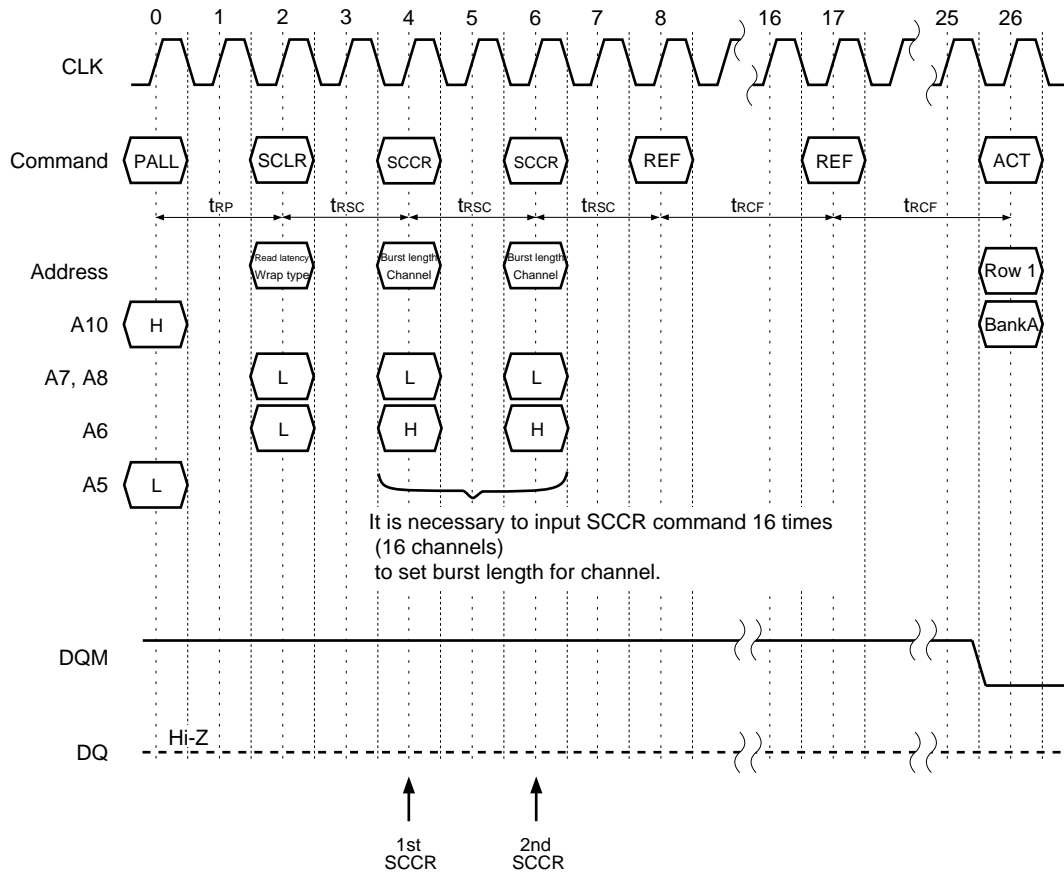 0 1 2 3 4 5 6 7 8 16 17 25 26
CLK
Command PALL SCLR SCCR SCCR REF REF ACT
tRP tRSC tRSC tRSC tRCF tRCF
Read latency Burst length Burst length
Address Wrap type Channel Channel Row 1
A10 H BankA
A7, A8 L L L
A6 L H H
A5 L
It is necessary to input SCCR command 16 times
(16 channels)
to set burst length for channel.
DQM
Hi-Z
DQ
1st 2nd
SCCR SCCR